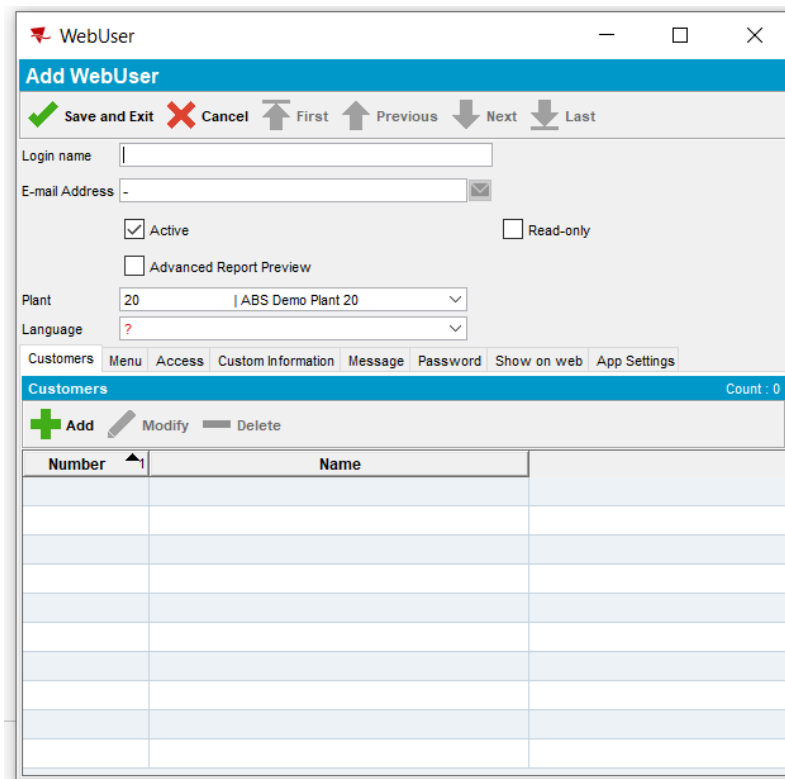 WebUser
Add WebUser
Save and Exit Cancel First Previous Next Last
Login name
E-mail Address -
Active Read-only
Advanced Report Preview
Plant 20 | ABS Demo Plant 20
Language ?
Customers Menu Access Custom Information Message Password Show on web App Settings
Customers Count : 0
Add Modify Delete
Number 1 Name